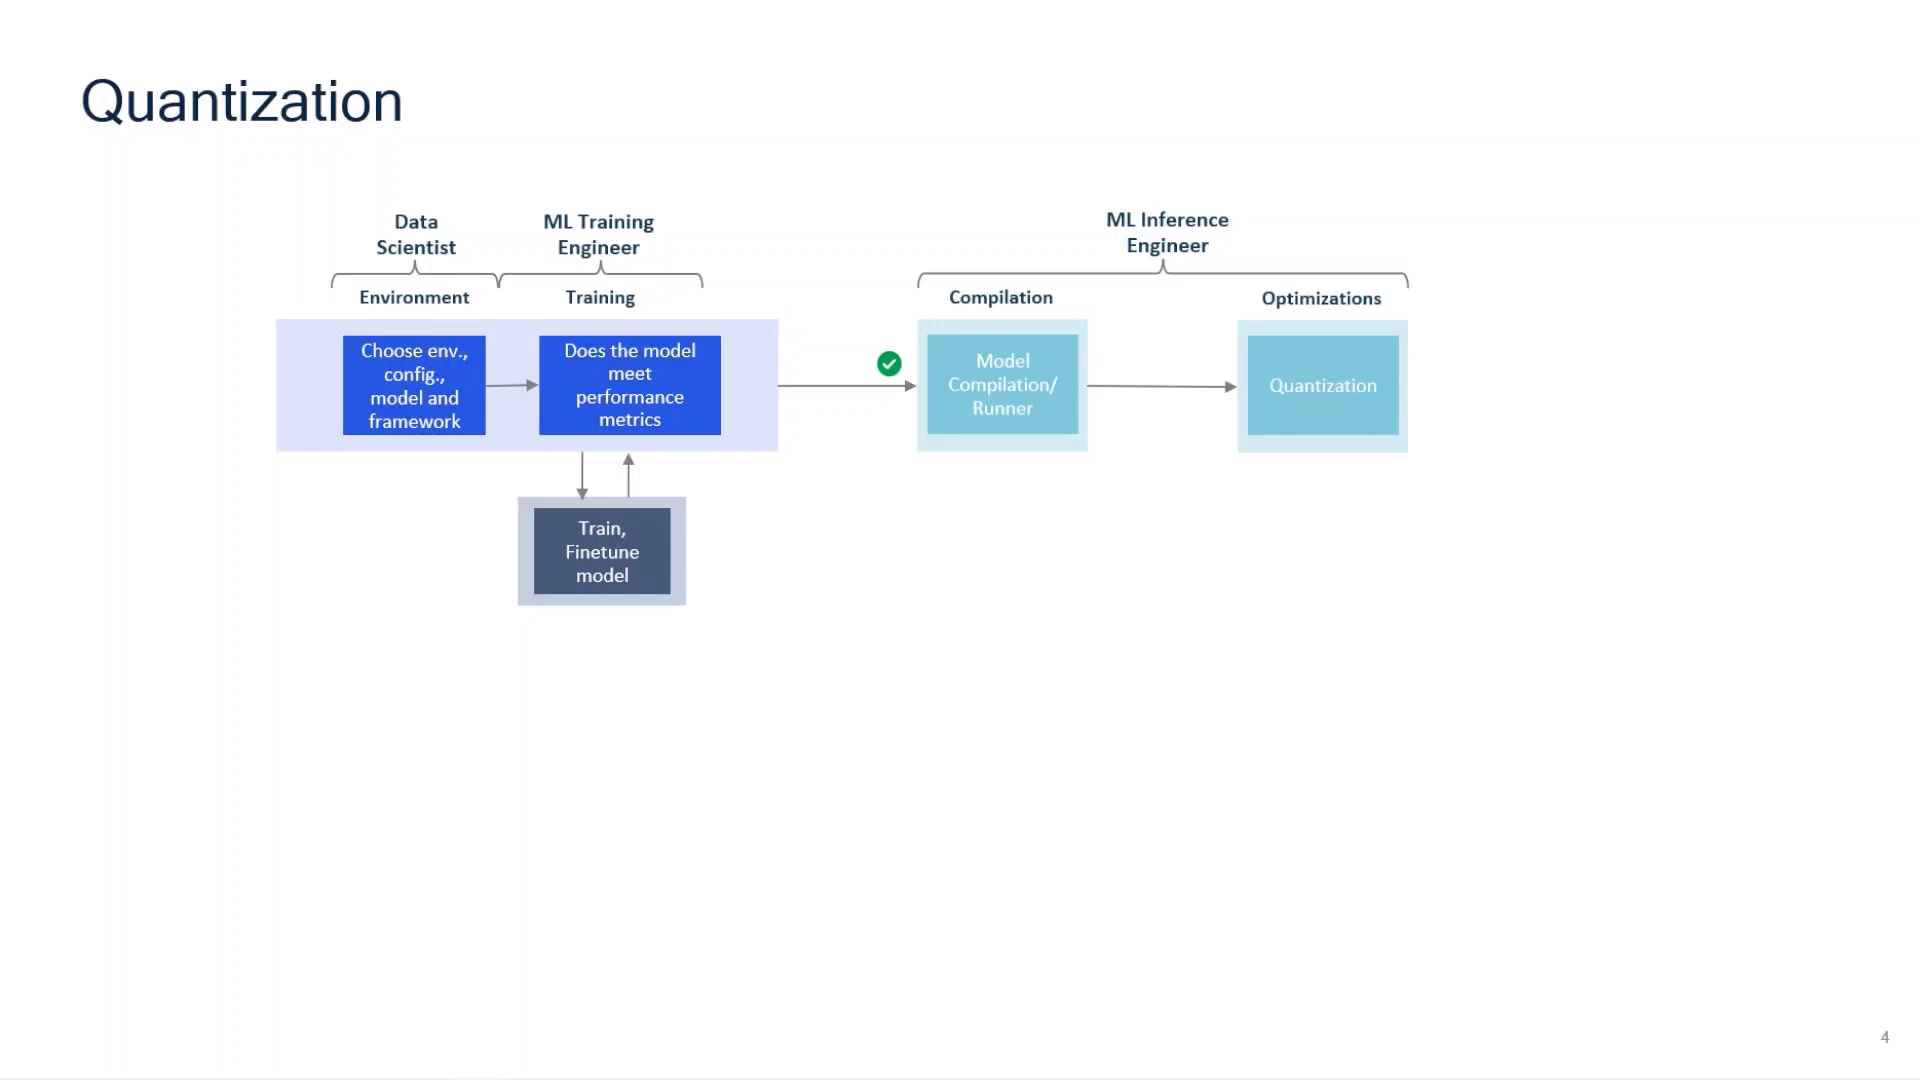 Quantization
Data
Scientist
ML Training
Engineer
ML Inference
Engineer
Environment
Training
Compilation
Optimizations
Choose env.,
config.,
model and
framework
Does the model
meet
performance
metrics
Model
Compilation/
Runner
Quantization
Train,
Finetune
model
4